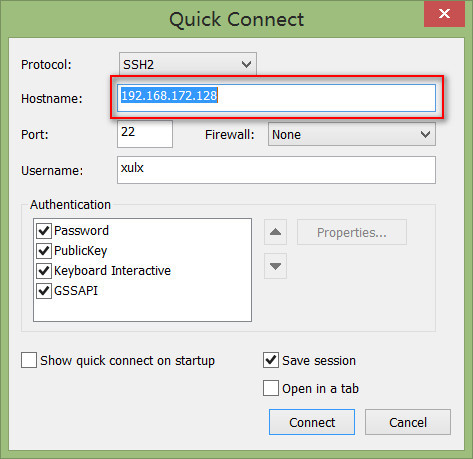 Quick Connect
Protocol: SSH2
Hostname: 192.168.172.128
Port: 22 Firewall: None
Username: xulx
Authentication
Password
PublicKey
Properties...
Keyboard Interactive
GSSAPI
Show quick connect on startup Save session
Open in a tab
Connect Cancel